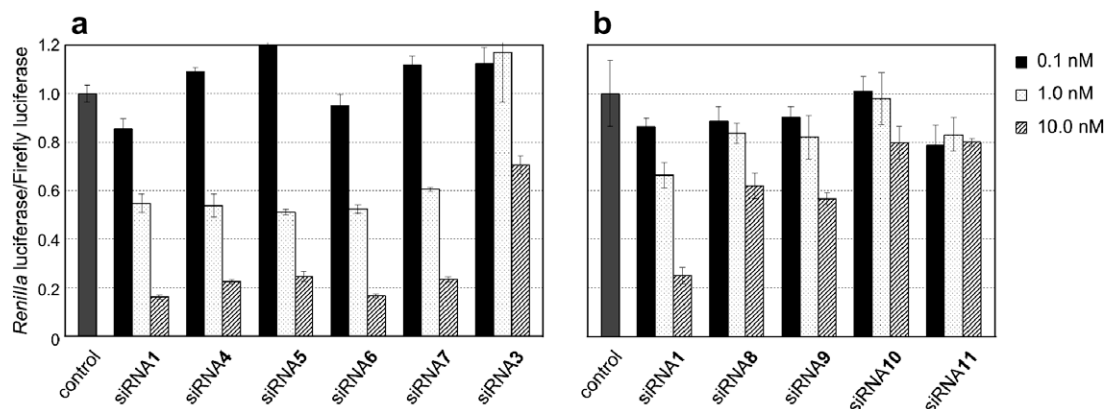 a
b
Renilla luciferase/Firefly luciferase
1.2
1.0
0.8
0.6
0.4
0.2
0
control
siRNA1
siRNA4
siRNA5
siRNA6
siRNA7
siRNA3
control
siRNA1
siRNA8
siRNA9
siRNA10
siRNA11
0.1 nM
1.0 nM
10.0 nM